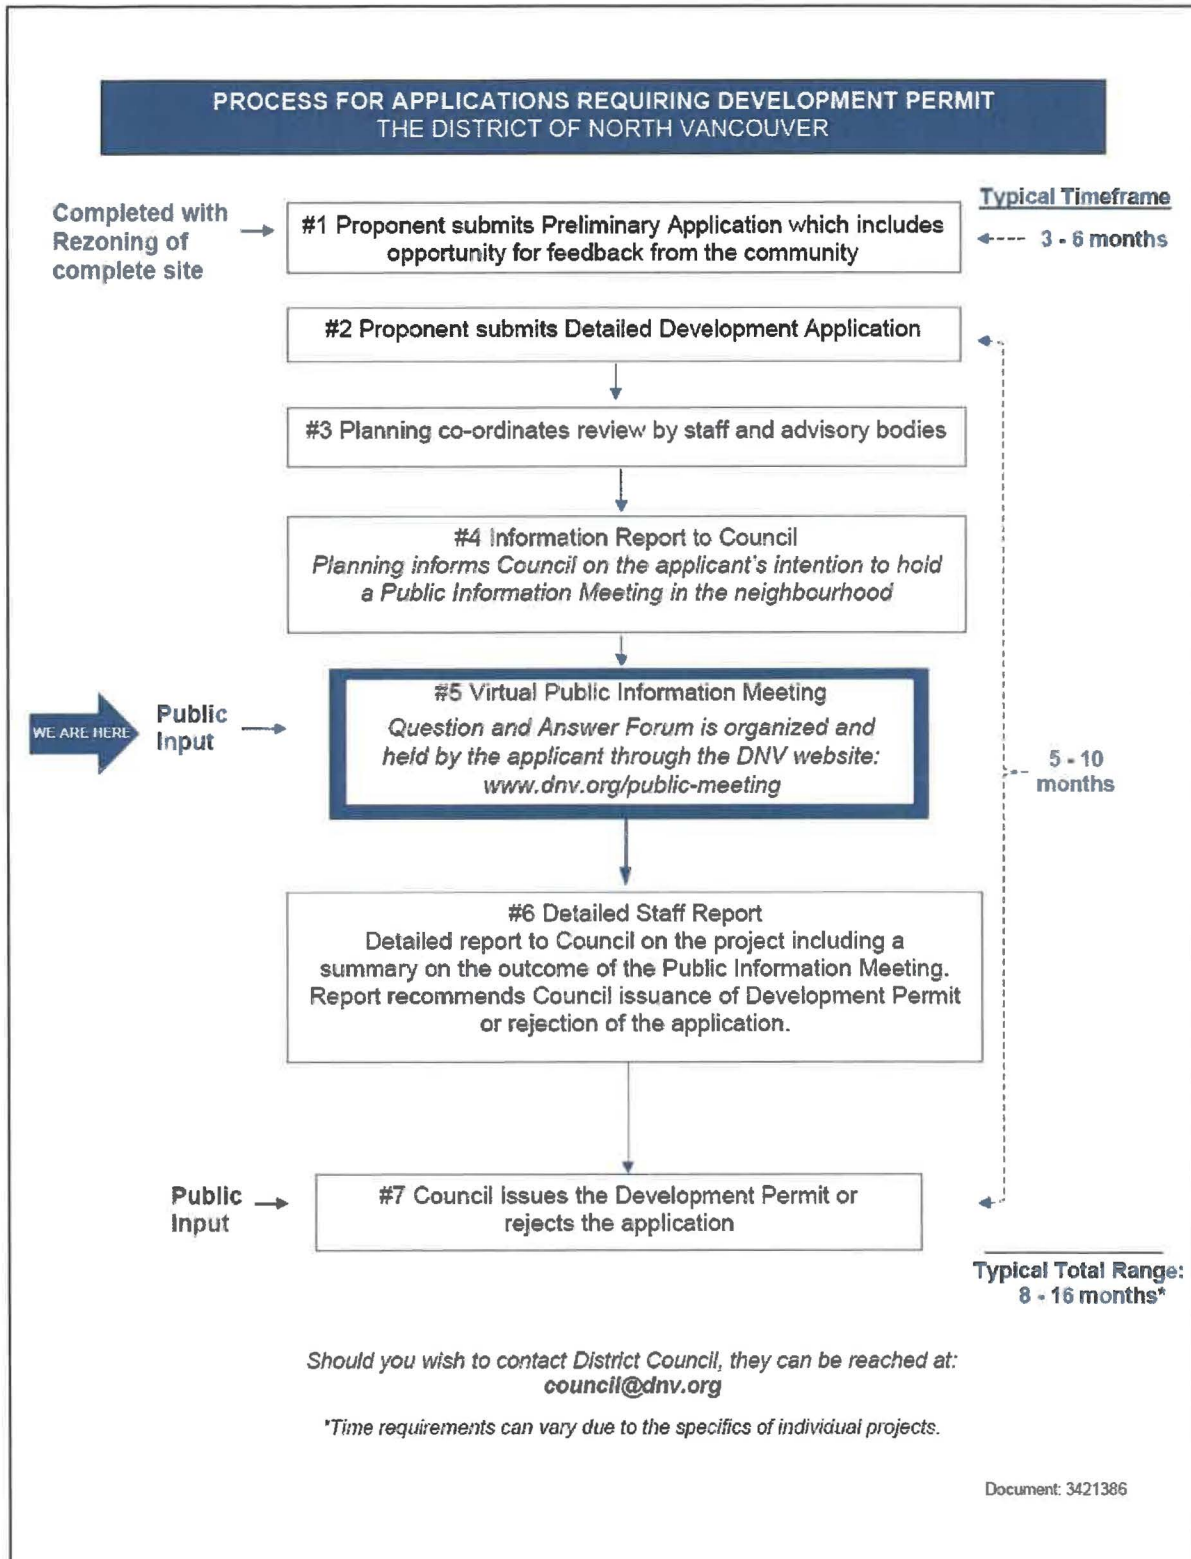 PROCESS FOR APPLICATIONS REQUIRING DEVELOPMENT PERMIT
THE DISTRICT OF NORTH VANCOUVER
Completed with
Rezoning of
complete site
#1 Proponent submits Preliminary Application which includes
opportunity for feedback from the community
Typical Timeframe
3 - 6 months
#2 Proponent submits Detailed Development Application
#3 Planning co-ordinates review by staff and advisory bodies
#4 Information Report to Council
Planning informs Council on the applicant's intention to hold
a Public Information Meeting in the neighbourhood
WE ARE HERE
Public
Input
#5 Virtual Public Information Meeting
Question and Answer Forum is organized and
held by the applicant through the DNV website:
www.dnv.org/public-meeting
5 - 10
months
#6 Detailed Staff Report
Detailed report to Council on the project including a
summary on the outcome of the Public Information Meeting.
Report recommends Council issuance of Development Permit
or rejection of the application.
Public
Input
#7 Council issues the Development Permit or
rejects the application
Typical Total Range:
8 - 16 months*
Should you wish to contact District Council, they can be reached at:
council@dnv.org
*Time requirements can vary due to the specifics of individual projects.
Document: 3421386